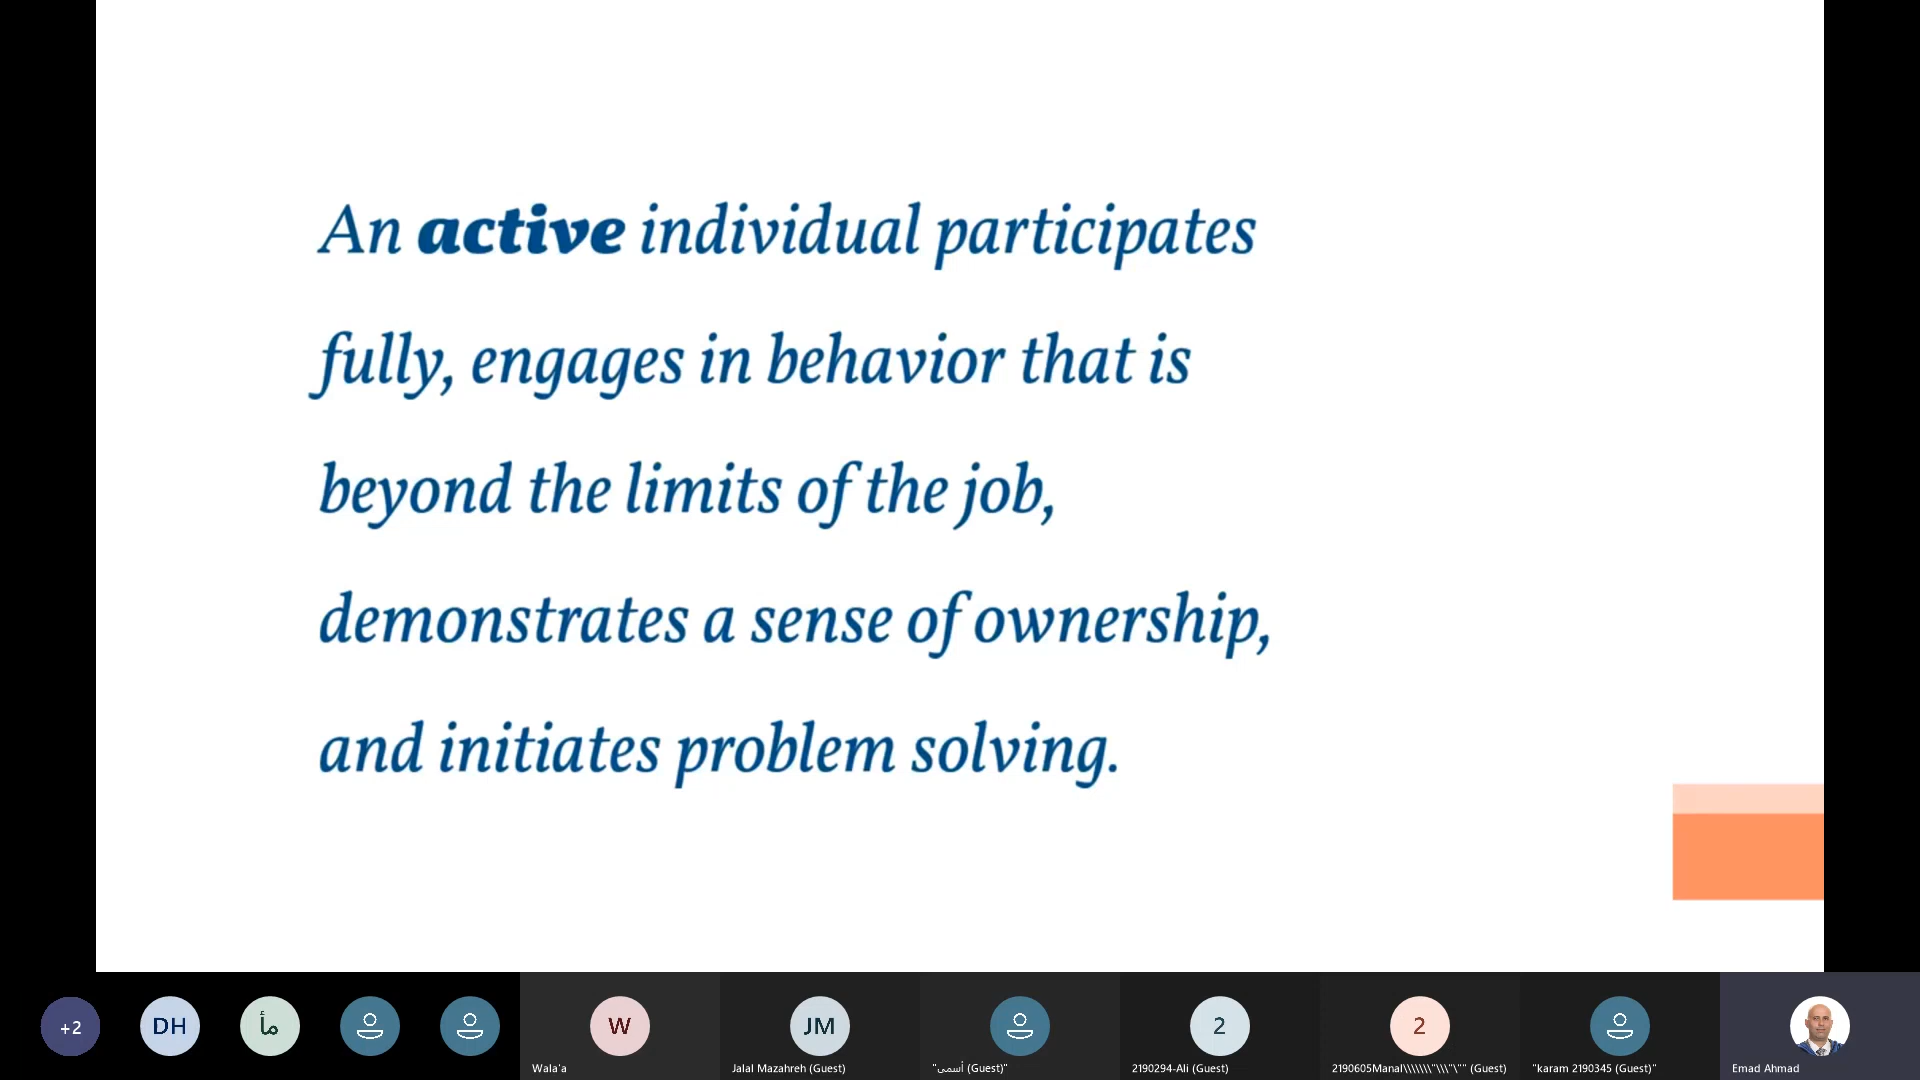 An active individual participates
fully, engages in behavior that is
beyond the limits of the job,
demonstrates a sense of ownership,
and initiates problem solving.
+2
DH
مأ
W
JM
2
2
Wala'a
Jalal Mazahreh (Guest)
"أسمى (Guest)"
2190294-Ali (Guest)
2190605Manal\\\\\\\"\\\"\"" (Guest)
"karam 2190345 (Guest)"
Emad Ahmad